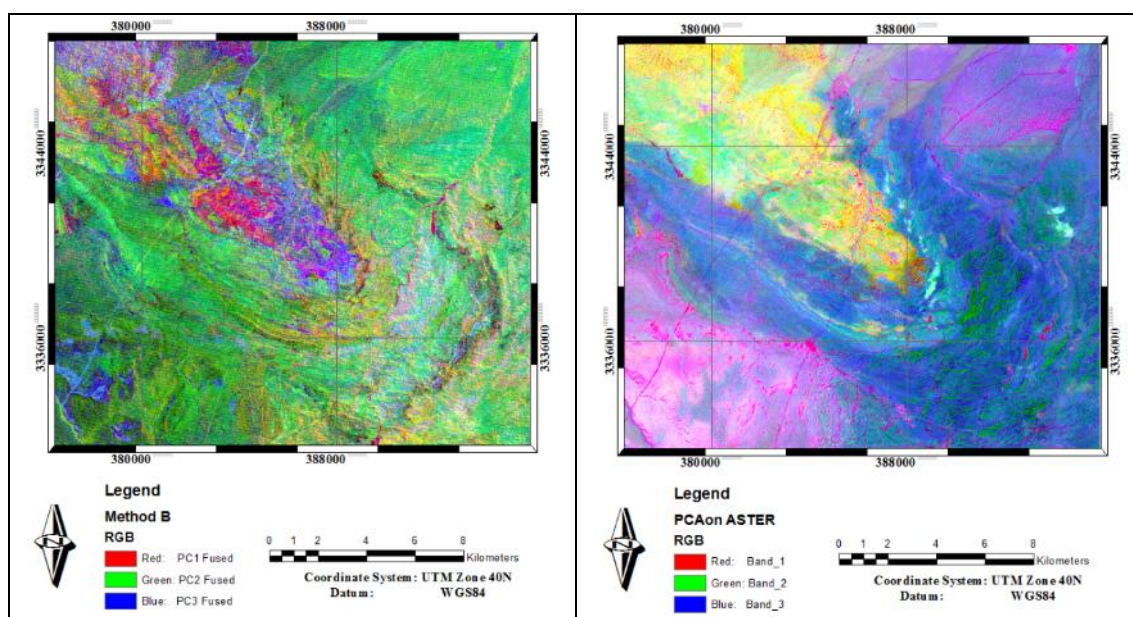 380000
388000
3344000
3344000
3336000
3336000
380000
388000
Legend
Method B
RGB
Red: PC1 Fused
Green: PC2 Fused
Blue: PC3 Fused
N
0 1 2 4 6 8
Kilometers
Coordinate System: UTM Zone 40N
Datum: WGS84
380000
388000
3344000
3344000
3336000
3336000
380000
388000
Legend
PCAon ASTER
RGB
Red: Band_1
Green: Band_2
Blue: Band_3
N
0 1 2 4 6 8
Kilometers
Coordinate System: UTM Zone 40N
Datum: WGS84